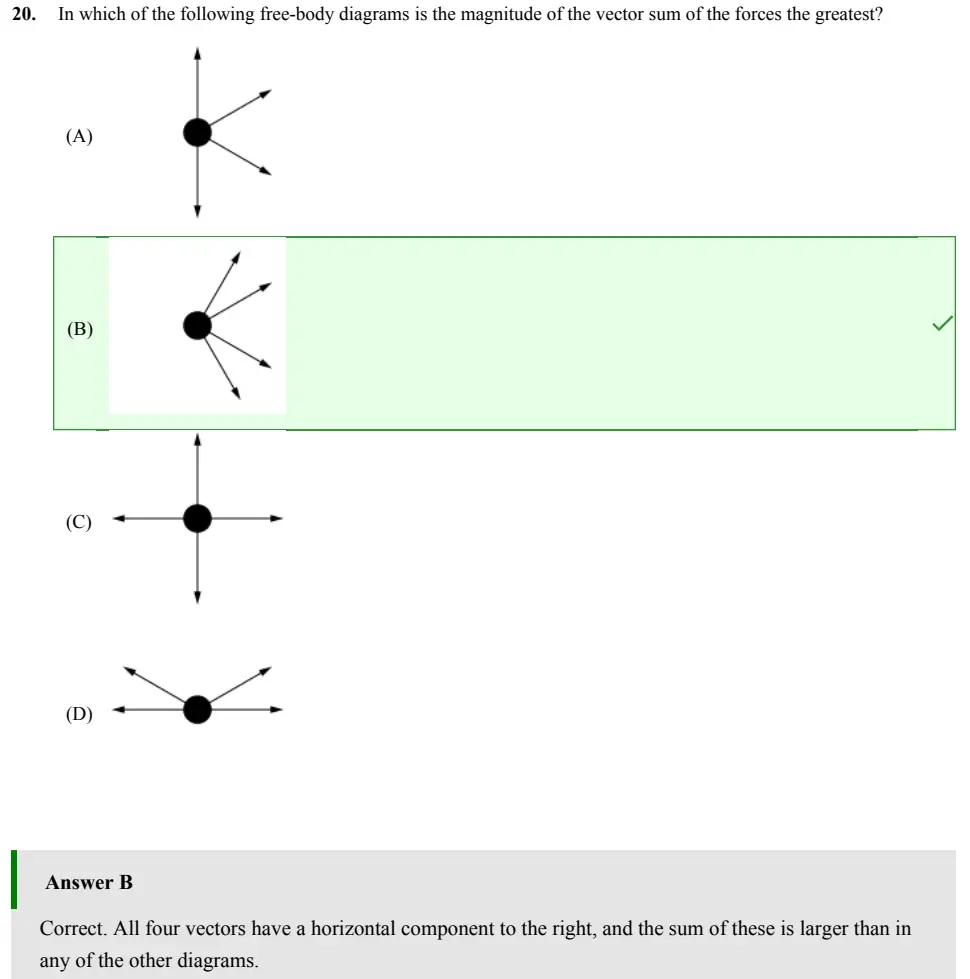 20. In which of the following free-body diagrams is the magnitude of the vector sum of the forces the greatest?
(A)
(B)
(C)
(D)
Answer B
Correct. All four vectors have a horizontal component to the right, and the sum of these is larger than in
any of the other diagrams.